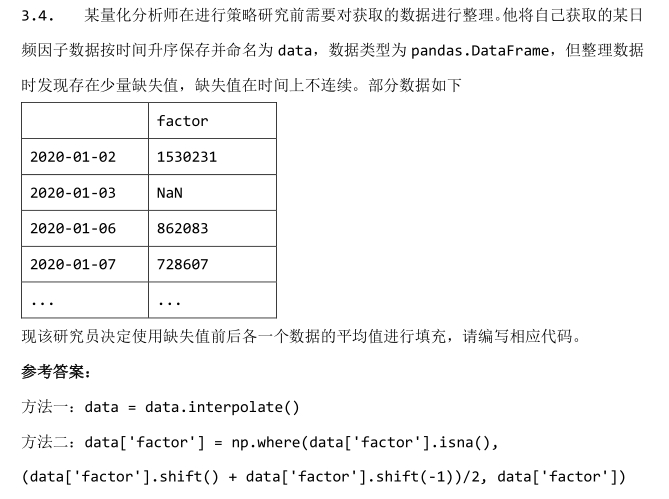 3.4. 某量化分析师在进行策略研究前需要对获取的数据进行整理。他将自己获取的某日
频因子数据按时间升序保存并命名为 data，数据类型为 pandas.DataFrame，但整理数据
时发现存在少量缺失值，缺失值在时间上不连续。部分数据如下
factor
2020-01-02 1530231
2020-01-03 NaN
2020-01-06 862083
2020-01-07 728607
... ...
现该研究员决定使用缺失值前后各一个数据的平均值进行填充，请编写相应代码。
参考答案：
方法一：data = data.interpolate()
方法二：data['factor'] = np.where(data['factor'].isna(),
(data['factor'].shift() + data['factor'].shift(-1))/2, data['factor'])